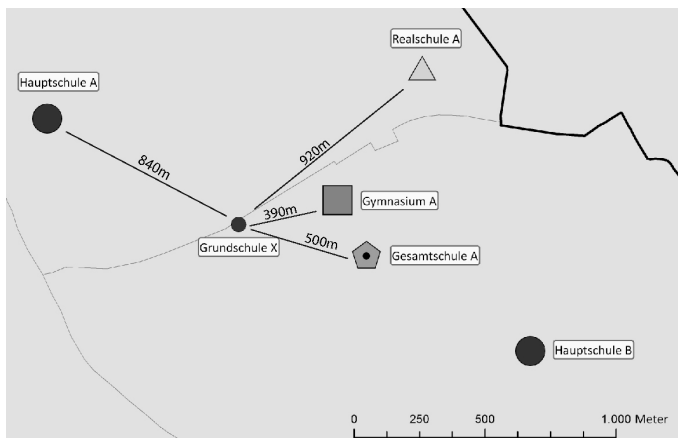 Realschule A
Hauptschule A
920m
840m
Gymnasium A
390m
Grundschule X
500m
Gesamtschule A
Hauptschule B
0 250 500 1.000 Meter